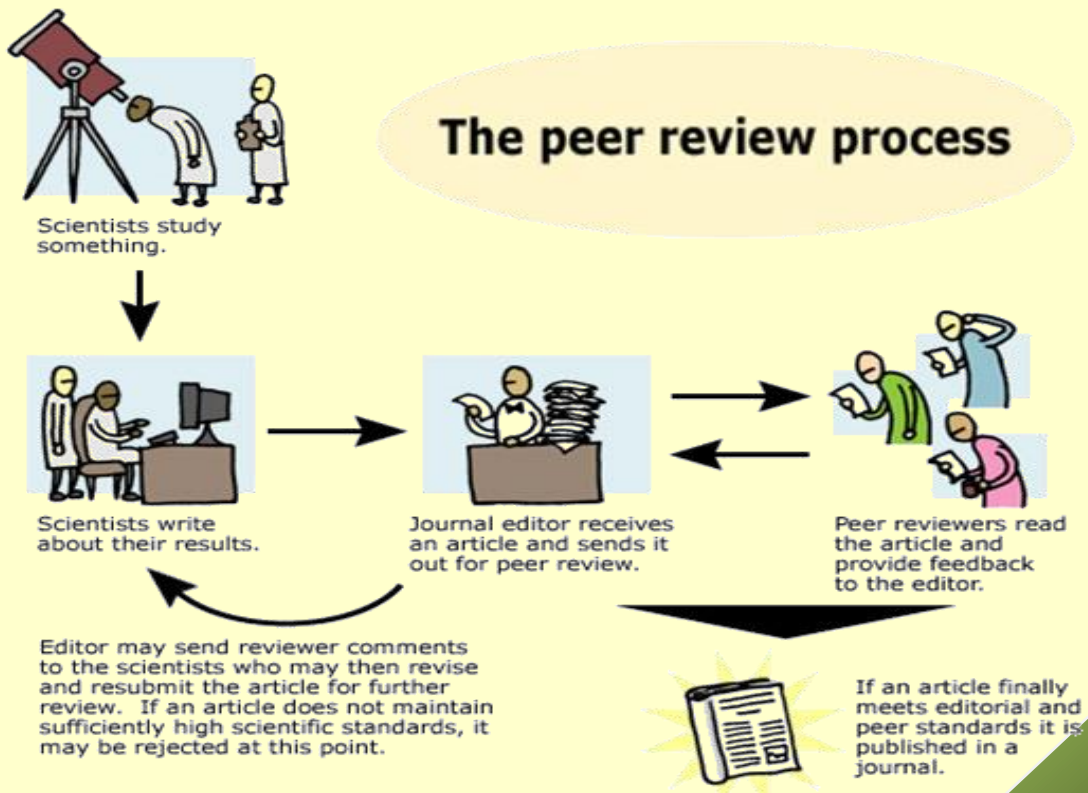 The peer review process
Scientists study
something.
Scientists write
about their results.
Journal editor receives
an article and sends it
out for peer review.
Peer reviewers read
the article and
provide feedback
to the editor.
Editor may send reviewer comments
to the scientists who may then revise
and resubmit the article for further
review. If an article does not maintain
sufficiently high scientific standards, it
may be rejected at this point.
If an article finally
meets editorial and
peer standards it is
published in a
journal.